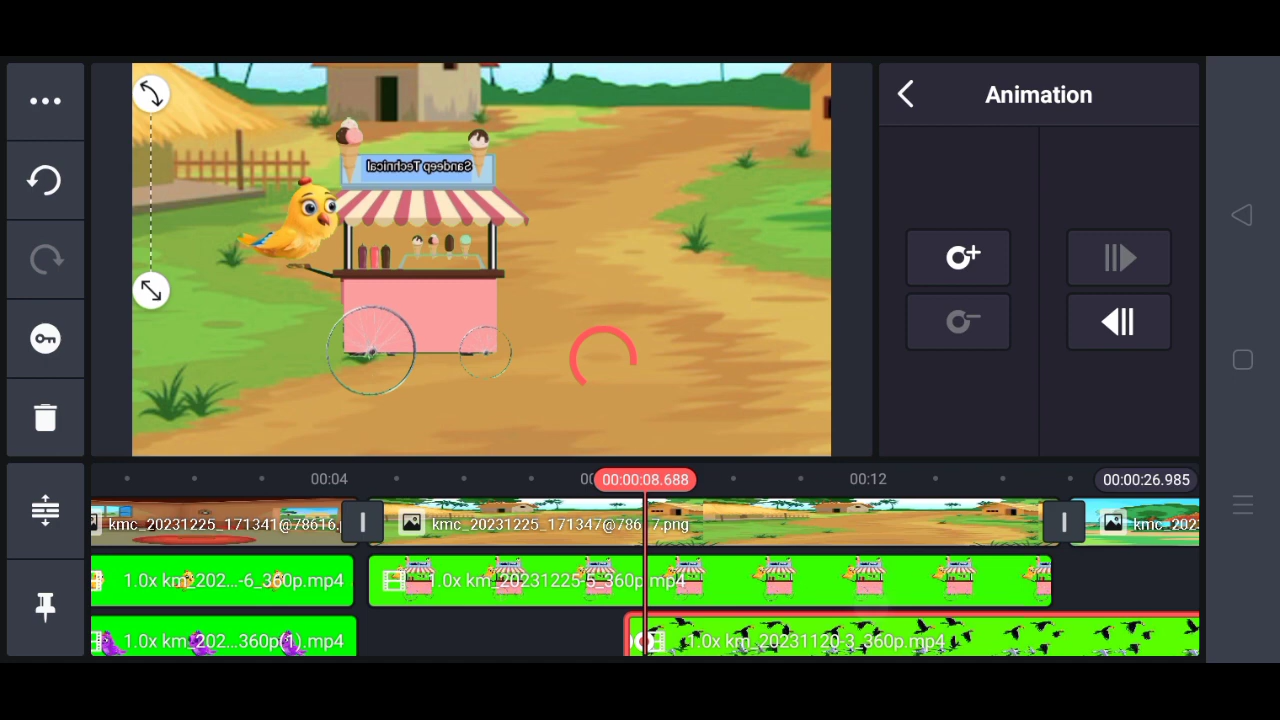 Animation
Sandeep Technical
00:04
00:00:08.688
00:12
00:00:26.985
kmc_20231225_171341@78616.
kmc_20231225_171347@786 7.png
kmc_202
1.0x km_202...-6_360p.mp4
1.0x km_20231225-5_360p.mp4
1.0x km_202..360p(1).mp4
1.0x km_20231120-3_360p.mp4